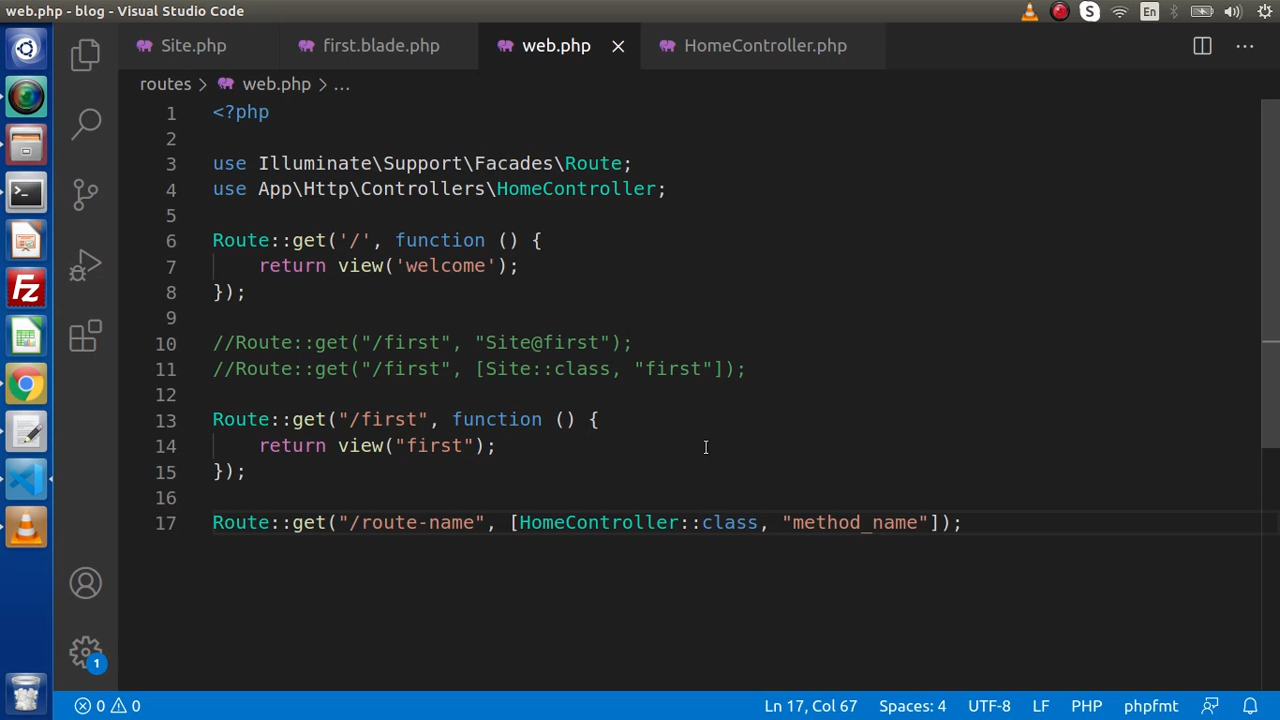 web.php - blog - Visual Studio Code
S
En
Site.php
first.blade.php
web.php
HomeController.php
routes > web.php > ...
1 <?php
2
3 use Illuminate\Support\Facades\Route;
4 use App\Http\Controllers\HomeController;
5
6 Route::get('/', function () {
7     return view('welcome');
8 });
9
10 //Route::get("/first", "Site@first");
11 //Route::get("/first", [Site::class, "first"]);
12
13 Route::get("/first", function () {
14     return view("first");
15 });
16
17 Route::get("/route-name", [HomeController::class, "method_name"]);
Fz
1
0 0
Ln 17, Col 67
Spaces: 4
UTF-8
LF
PHP
phpfmt